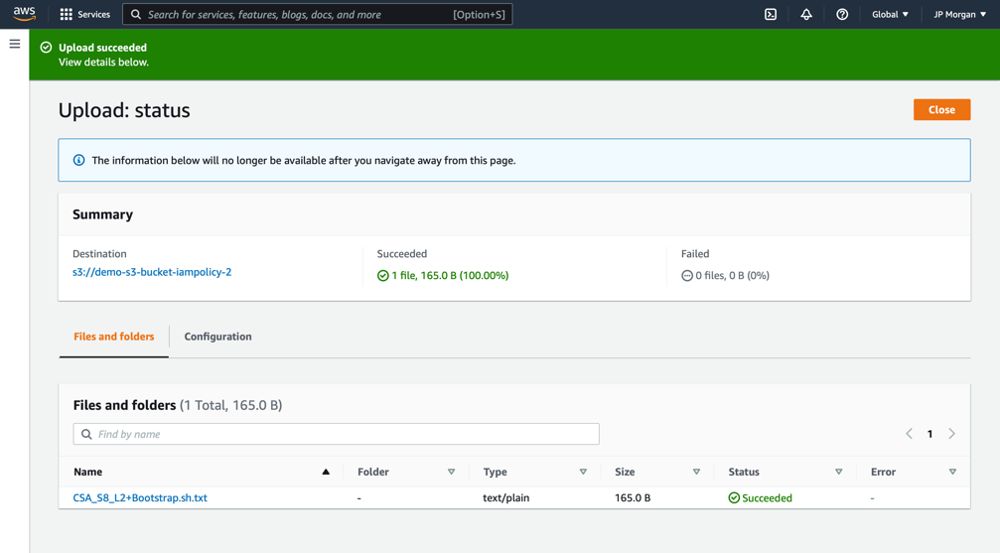 aws Services Search for services, features, blogs, docs, and more [Option+S] Global ▼ JP Morgan ▼
Upload succeeded
View details below.
Upload: status Close
The information below will no longer be available after you navigate away from this page.
Summary
Destination Succeeded Failed
s3://demo-s3-bucket-iampolicy-2 1 file, 165.0 B (100.00%) 0 files, 0 B (0%)
Files and folders Configuration
Files and folders (1 Total, 165.0 B)
Find by name 1
Name Folder Type Size Status Error
CSA_S8_L2+Bootstrap.sh.txt - text/plain 165.0 B Succeeded -